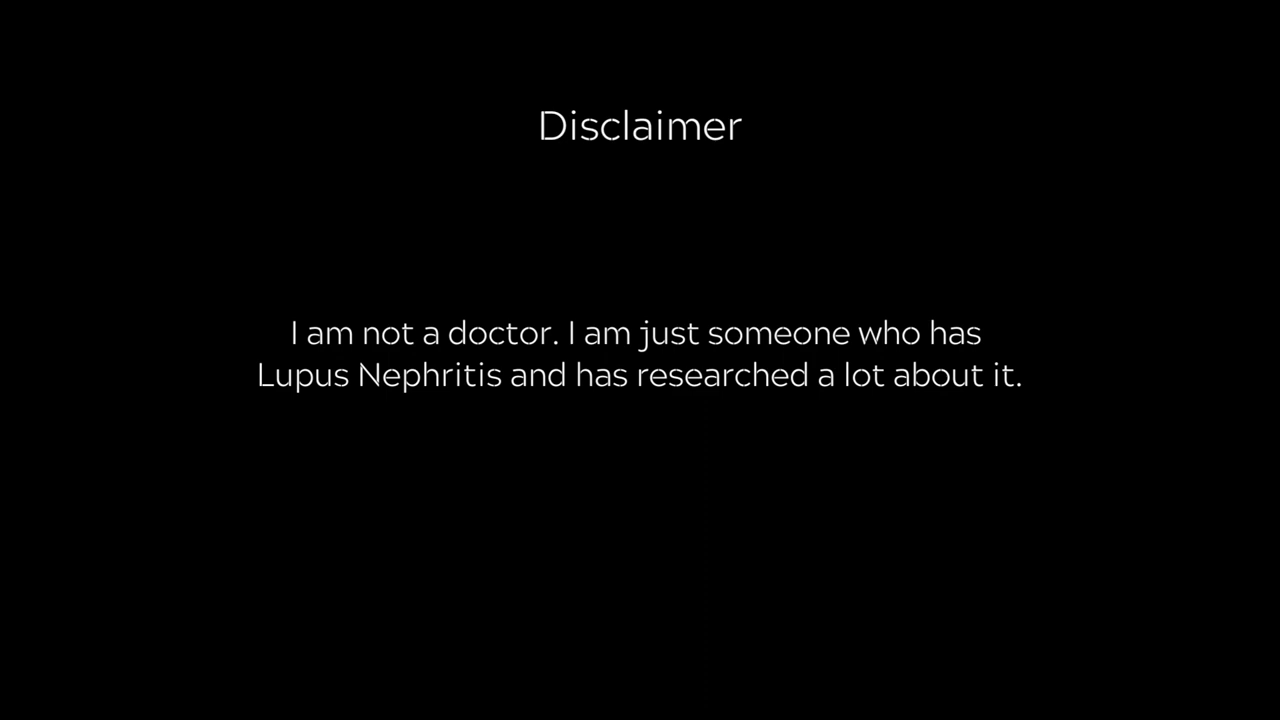 Disclaimer
I am not a doctor. I am just someone who has
Lupus Nephritis and has researched a lot about it.